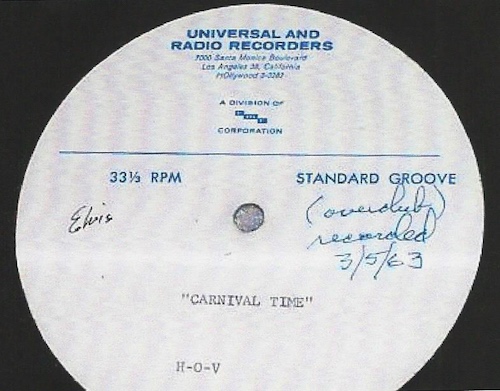 UNIVERSAL AND
RADIO RECORDERS
7000 Santa Monica Boulevard
Los Angeles 38, California
HOllywood 3-3282
A DIVISION OF
CORPORATION
33⅓ RPM
STANDARD GROOVE
Elvis
(overdub)
recorded
3/5/63
"CARNIVAL TIME"
H-O-V